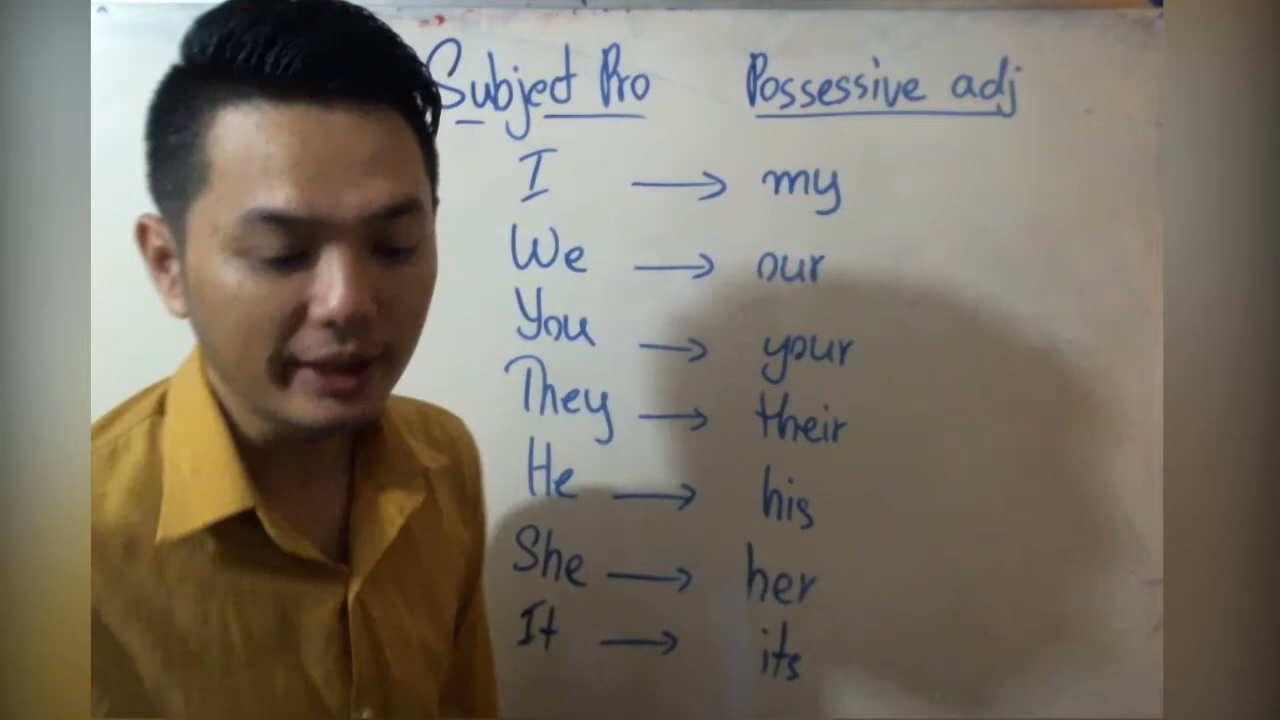 Subject Pro Possessive adj
I → my
We → our
You → your
They → their
He → his
She → her
It → its